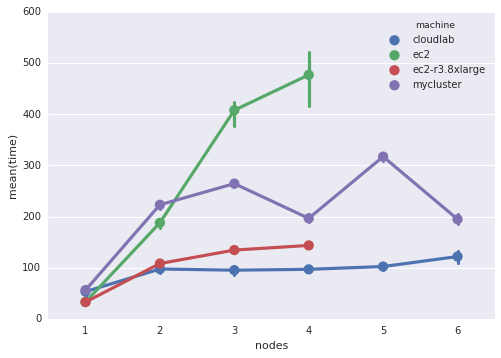 600
500
400
300
200
100
0
mean(time)
1 2 3 4 5 6
nodes
machine
cloudlab
ec2
ec2-r3.8xlarge
mycluster